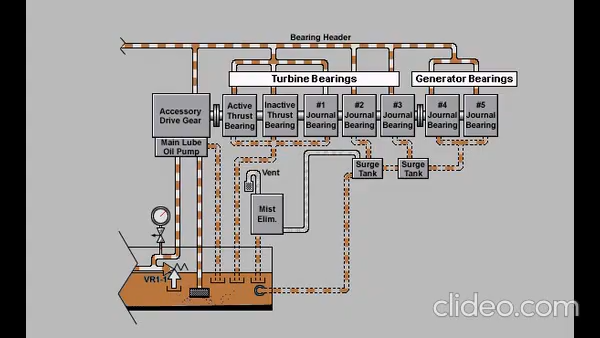 Bearing Header
Turbine Bearings
Generator Bearings
Accessory
Drive Gear
Active
Thrust
Bearing
Inactive
Thrust
Bearing
#1
Journal
Bearing
#2
Journal
Bearing
#3
Journal
Bearing
#4
Journal
Bearing
#5
Journal
Bearing
Main Lube
Oil Pump
Vent
Surge
Tank
Surge
Tank
Mist
Elim.
VR1-1
clideo.com